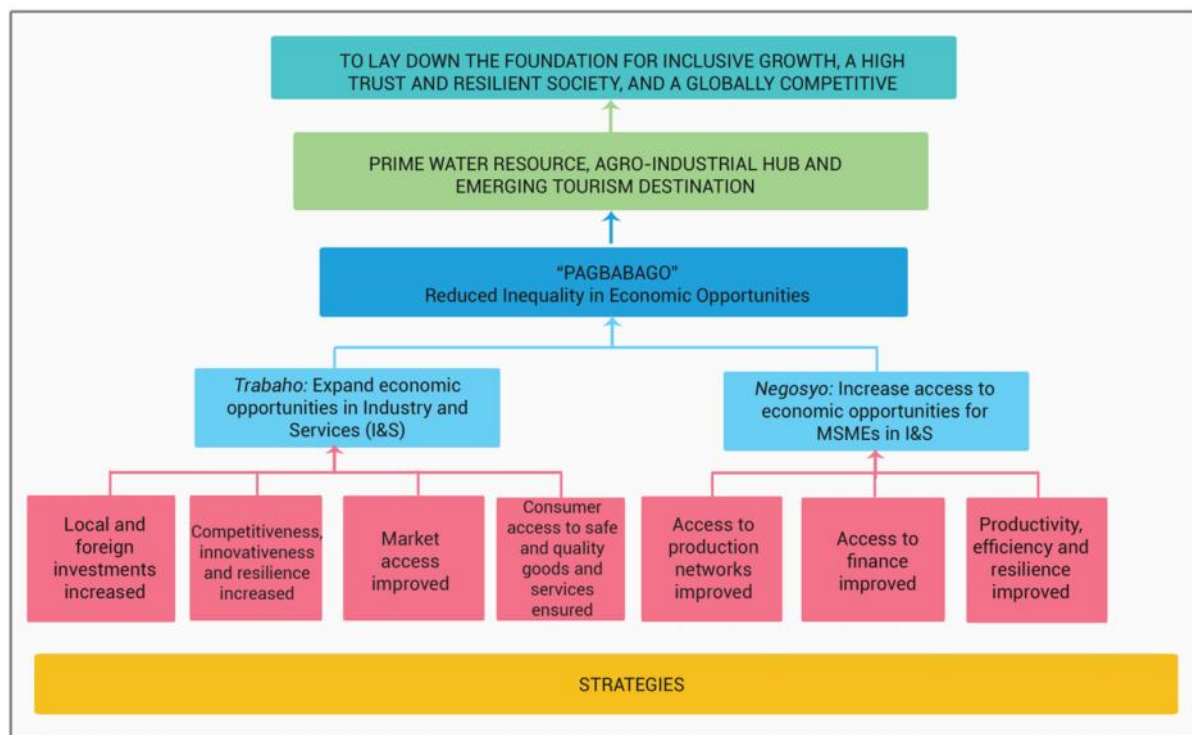 TO LAY DOWN THE FOUNDATION FOR INCLUSIVE GROWTH, A HIGH
TRUST AND RESILIENT SOCIETY, AND A GLOBALLY COMPETITIVE
PRIME WATER RESOURCE, AGRO-INDUSTRIAL HUB AND
EMERGING TOURISM DESTINATION
“PAGBABAGO”
Reduced Inequality in Economic Opportunities
Trabaho: Expand economic
opportunities in Industry and
Services (I&S)
Negosyo: Increase access to
economic opportunities for
MSMEs in I&S
Local and
foreign
investments
increased
Competitiveness,
innovativeness
and resilience
increased
Market
access
improved
Consumer
access to safe
and quality
goods and
services
ensured
Access to
production
networks
improved
Access to
finance
improved
Productivity,
efficiency and
resilience
improved
STRATEGIES